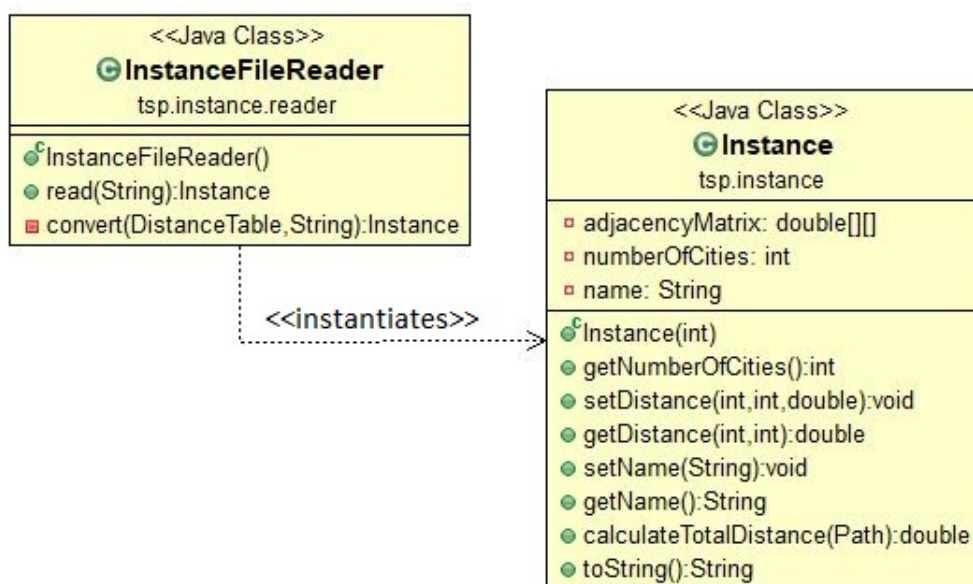 <<Java Class>>
InstanceFileReader
tsp.instance.reader
InstanceFileReader()
read(String):Instance
convert(DistanceTable,String):Instance
<<instantiates>>
<<Java Class>>
Instance
tsp.instance
adjacencyMatrix: double[][]
numberOfCities: int
name: String
Instance(int)
getNumberOfCities():int
setDistance(int,int,double):void
getDistance(int,int):double
setName(String):void
getName():String
calculateTotalDistance(Path):double
toString():String